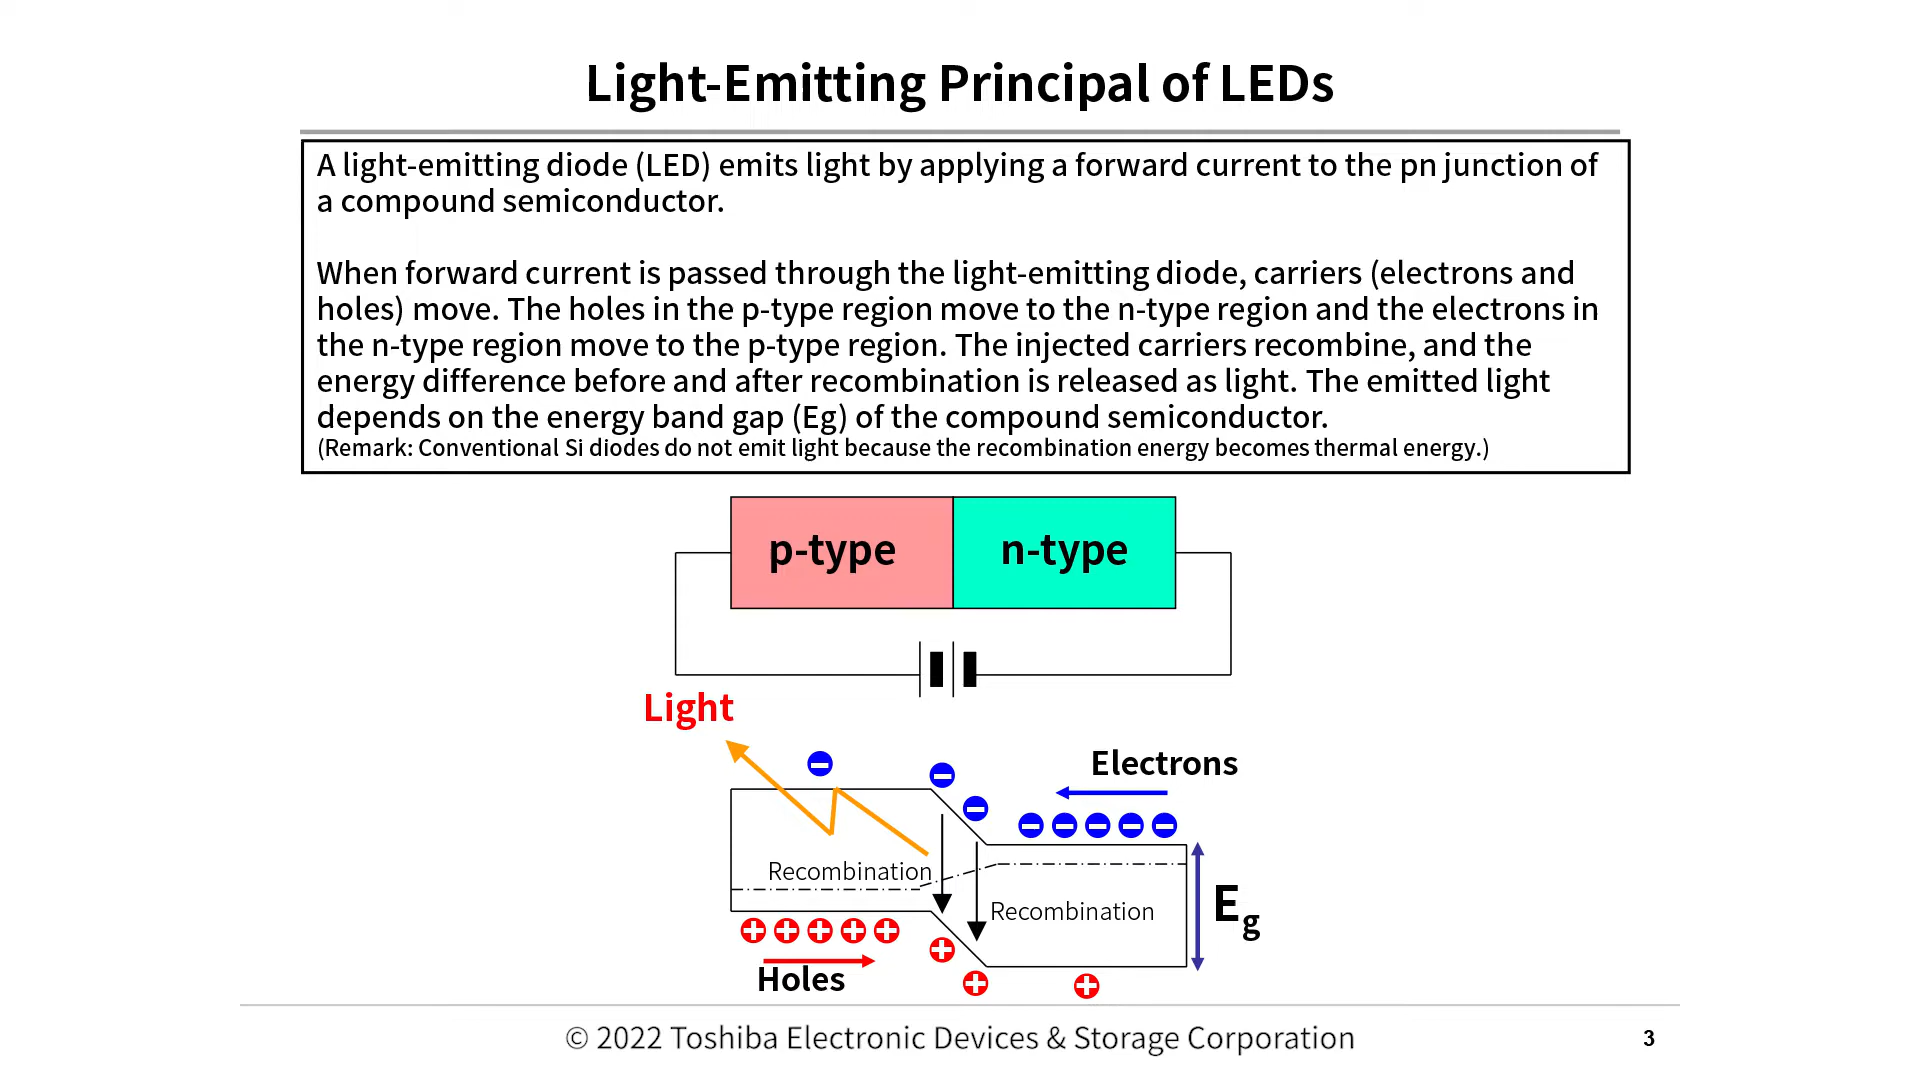 Light-Emitting Principal of LEDs
A light-emitting diode (LED) emits light by applying a forward current to the pn junction of
a compound semiconductor.
When forward current is passed through the light-emitting diode, carriers (electrons and
holes) move. The holes in the p-type region move to the n-type region and the electrons in
the n-type region move to the p-type region. The injected carriers recombine, and the
energy difference before and after recombination is released as light. The emitted light
depends on the energy band gap (Eg) of the compound semiconductor.
(Remark: Conventional Si diodes do not emit light because the recombination energy becomes thermal energy.)
p-type
n-type
Light
Electrons
Recombination
Recombination
Eg
Holes
© 2022 Toshiba Electronic Devices & Storage Corporation
3